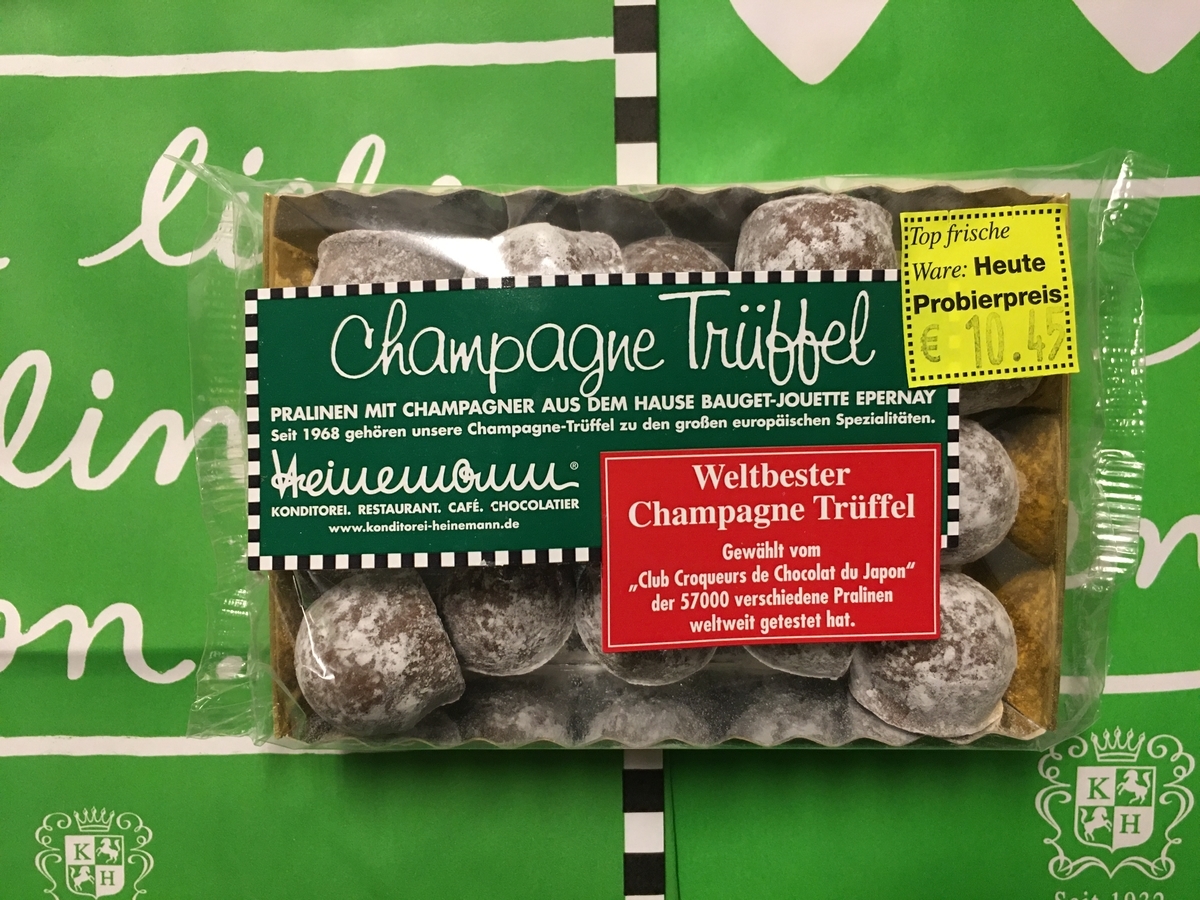 Champagne Trüffel
PRALINEN MIT CHAMPAGNER AUS DEM HAUSE BAUGET-JOUETTE EPERNAY
Seit 1968 gehören unsere Champagne-Trüffel zu den großen europäischen Spezialitäten.
Heinemann®
KONDITOREI. RESTAURANT. CAFÉ. CHOCOLATIER
www.konditorei-heinemann.de
Top frische
Ware: Heute
Probierpreis
€ 10.45
Weltbester
Champagne Trüffel
Gewählt vom
„Club Croqueurs de Chocolat du Japon“
der 57000 verschiedene Pralinen
weltweit getestet hat.
K
H
K
H
Seit 1932